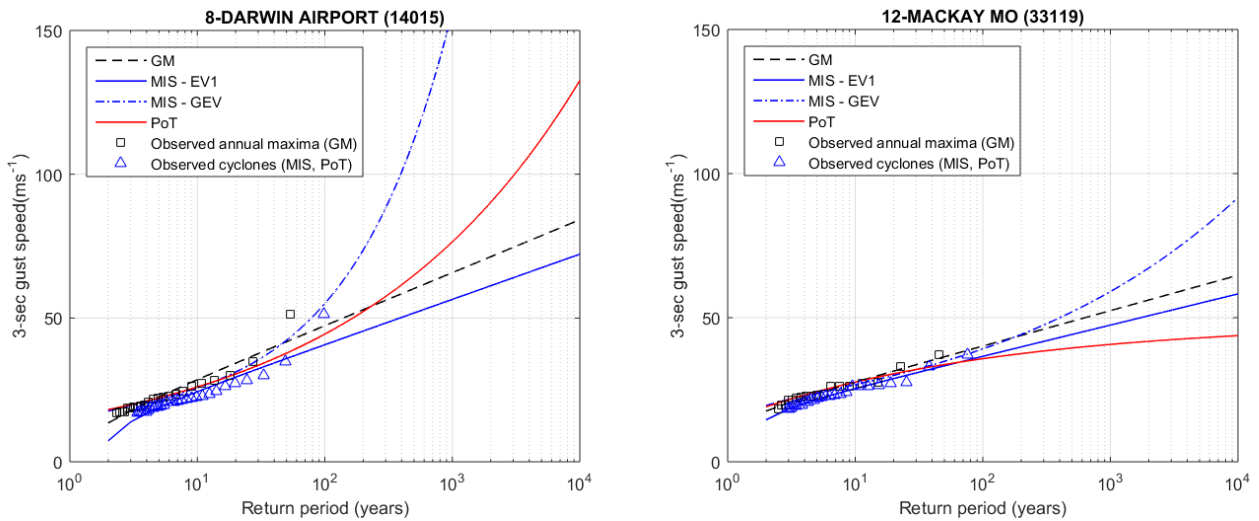 8-DARWIN AIRPORT (14015)
150
100
50
0
3-sec gust speed(ms⁻¹)
GM
MIS - EV1
MIS - GEV
PoT
Observed annual maxima (GM)
Observed cyclones (MIS, PoT)
10⁰ 10¹ 10² 10³ 10⁴
Return period (years)
12-MACKAY MO (33119)
150
100
50
0
3-sec gust speed(ms⁻¹)
GM
MIS - EV1
MIS - GEV
PoT
Observed annual maxima (GM)
Observed cyclones (MIS, PoT)
10⁰ 10¹ 10² 10³ 10⁴
Return period (years)